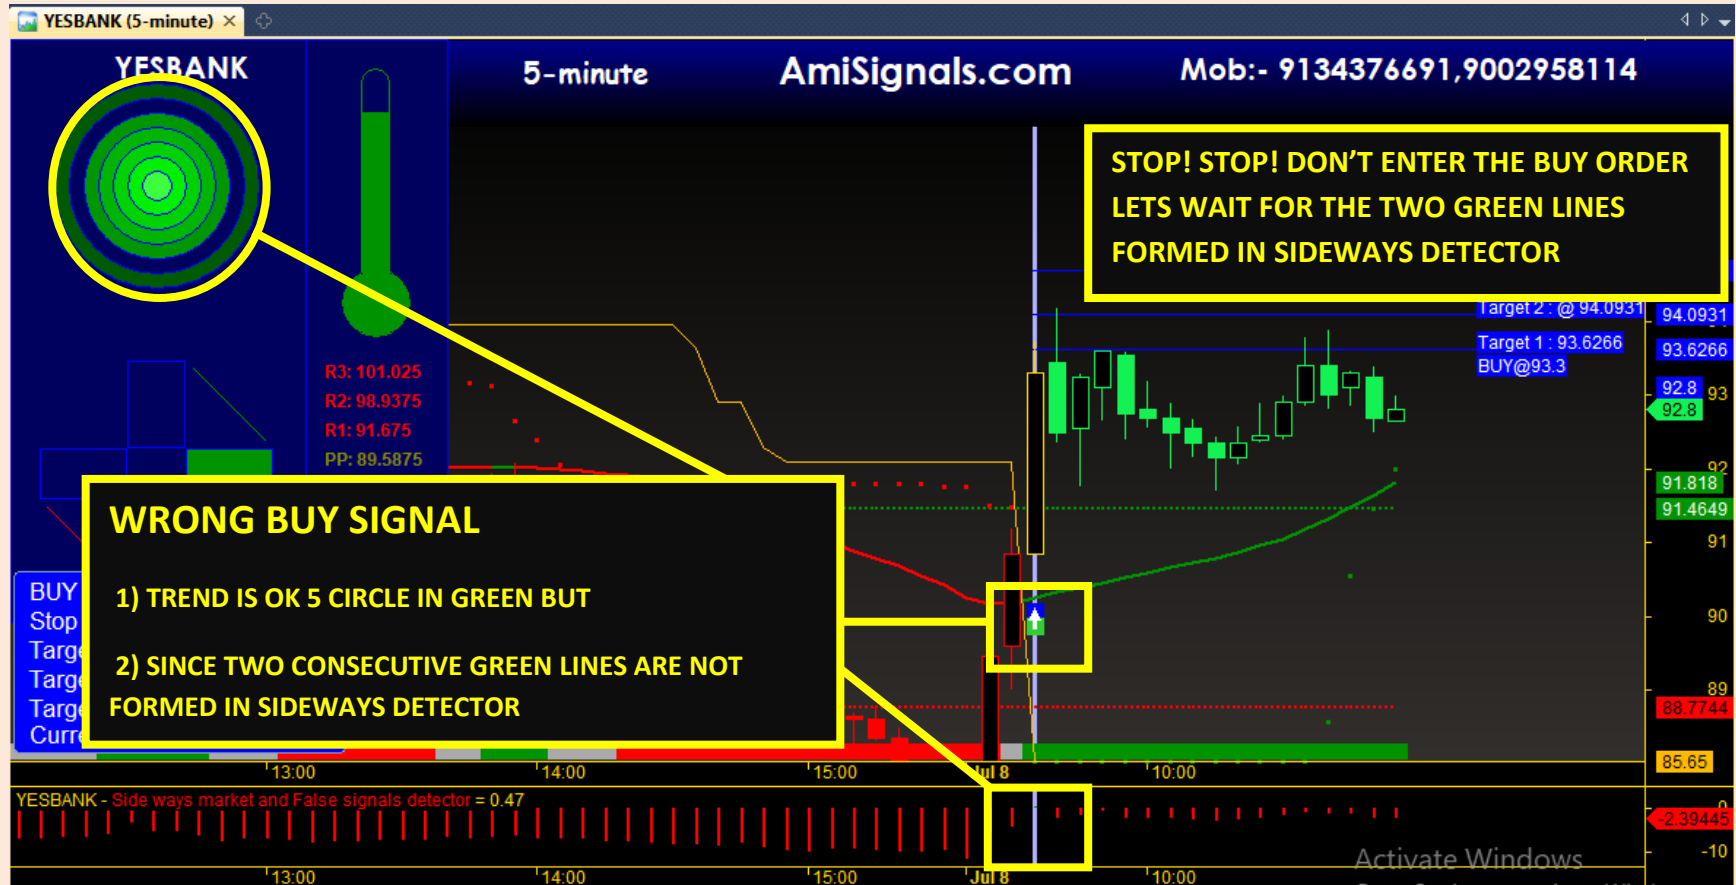 YESBANK (5-minute)
YESBANK
5-minute
AmiSignals.com
Mob:- 9134376691,9002958114
STOP! STOP! DON'T ENTER THE BUY ORDER
LETS WAIT FOR THE TWO GREEN LINES
FORMED IN SIDEWAYS DETECTOR
Target 2 : @ 94.0931
94.0931
Target 1 : 93.6266
93.6266
BUY@93.3
92.8
93
92.8
R3: 101.025
R2: 98.9375
R1: 91.675
PP: 89.5875
92
91.818
91.4649
91
90
89
88.7744
85.65
WRONG BUY SIGNAL
1) TREND IS OK 5 CIRCLE IN GREEN BUT
2) SINCE TWO CONSECUTIVE GREEN LINES ARE NOT
FORMED IN SIDEWAYS DETECTOR
BUY
Stop
Targe
Targe
Targe
Curre
13:00
14:00
15:00
Jul 8
10:00
YESBANK - Side ways market and False signals detector = 0.47
0
-2.39445
-10
Activate Windows
13:00
14:00
15:00
Jul 8
10:00